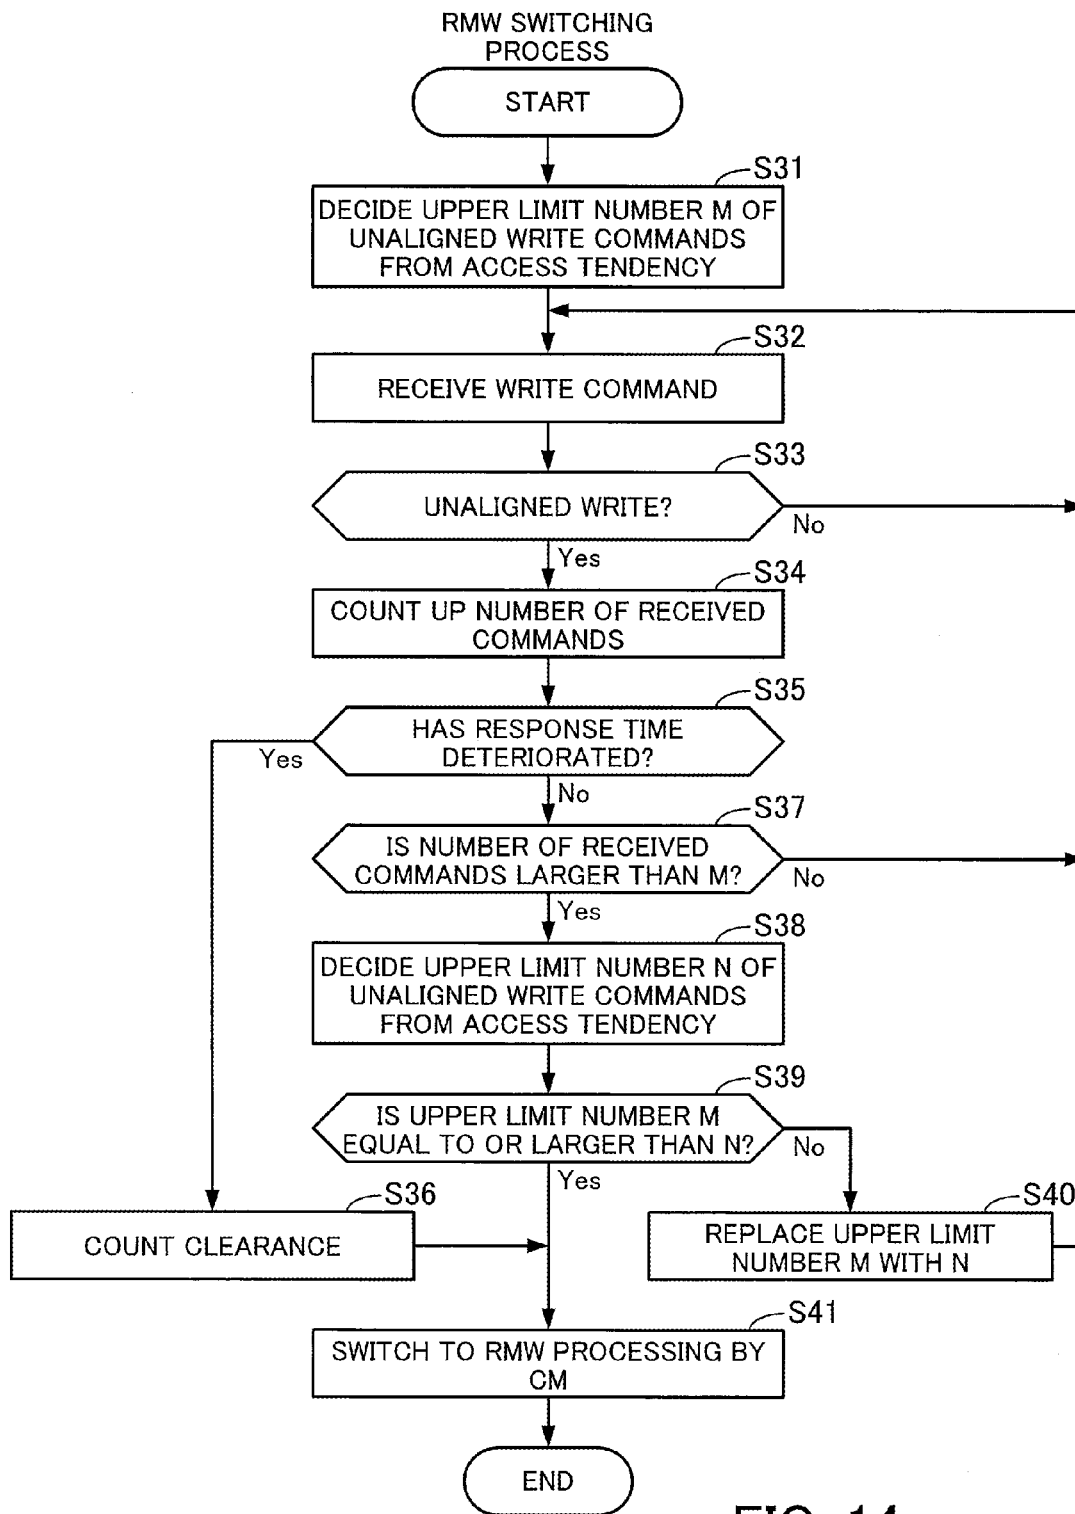 RMW SWITCHING
PROCESS
START
S31
DECIDE UPPER LIMIT NUMBER M OF
UNALIGNED WRITE COMMANDS
FROM ACCESS TENDENCY
S32
RECEIVE WRITE COMMAND
S33
UNALIGNED WRITE?
No
Yes
S34
COUNT UP NUMBER OF RECEIVED
COMMANDS
S35
HAS RESPONSE TIME
DETERIORATED?
Yes
No
S37
IS NUMBER OF RECEIVED
COMMANDS LARGER THAN M?
No
Yes
S38
DECIDE UPPER LIMIT NUMBER N OF
UNALIGNED WRITE COMMANDS
FROM ACCESS TENDENCY
S39
IS UPPER LIMIT NUMBER M
EQUAL TO OR LARGER THAN N?
No
Yes
S36
COUNT CLEARANCE
S40
REPLACE UPPER LIMIT
NUMBER M WITH N
S41
SWITCH TO RMW PROCESSING BY
CM
END
FIG. 14